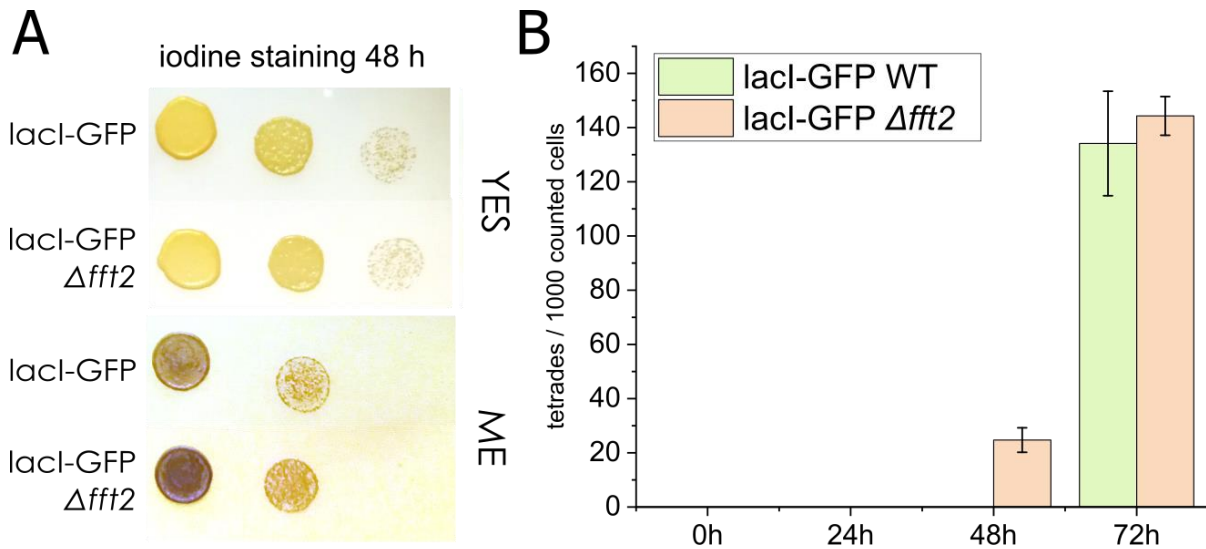 A
iodine staining 48 h
lacI-GFP
lacI-GFP
Δfft2
YES
lacI-GFP
lacI-GFP
Δfft2
ME
B
lacI-GFP WT
lacI-GFP Δfft2
tetrades / 1000 counted cells
160
140
120
100
80
60
40
20
0
0h 24h 48h 72h